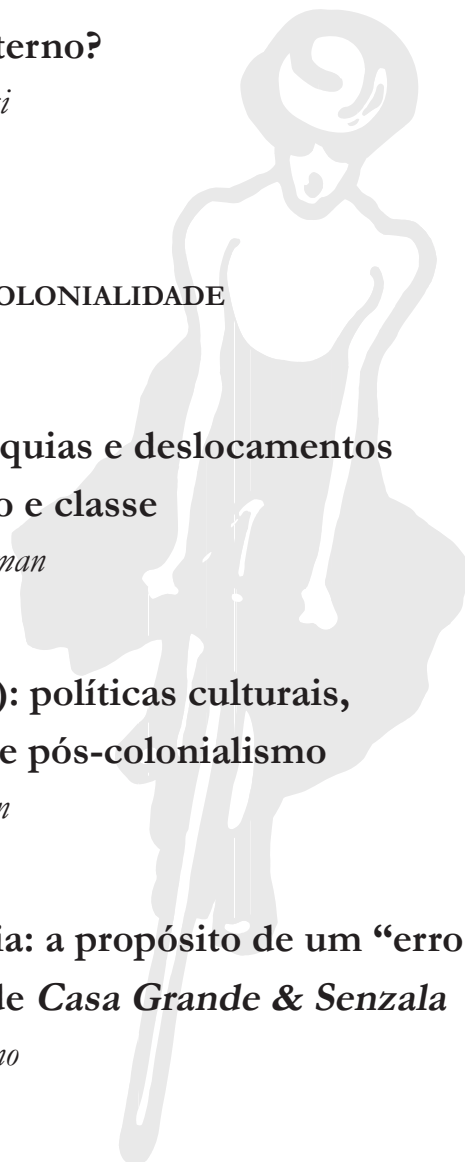 terno?
i
OLONIALIDADE
quias e deslocamentos
o e classe
man
): políticas culturais,
e pós-colonialismo
n
ia: a propósito de um “erro
de Casa Grande & Senzala
no